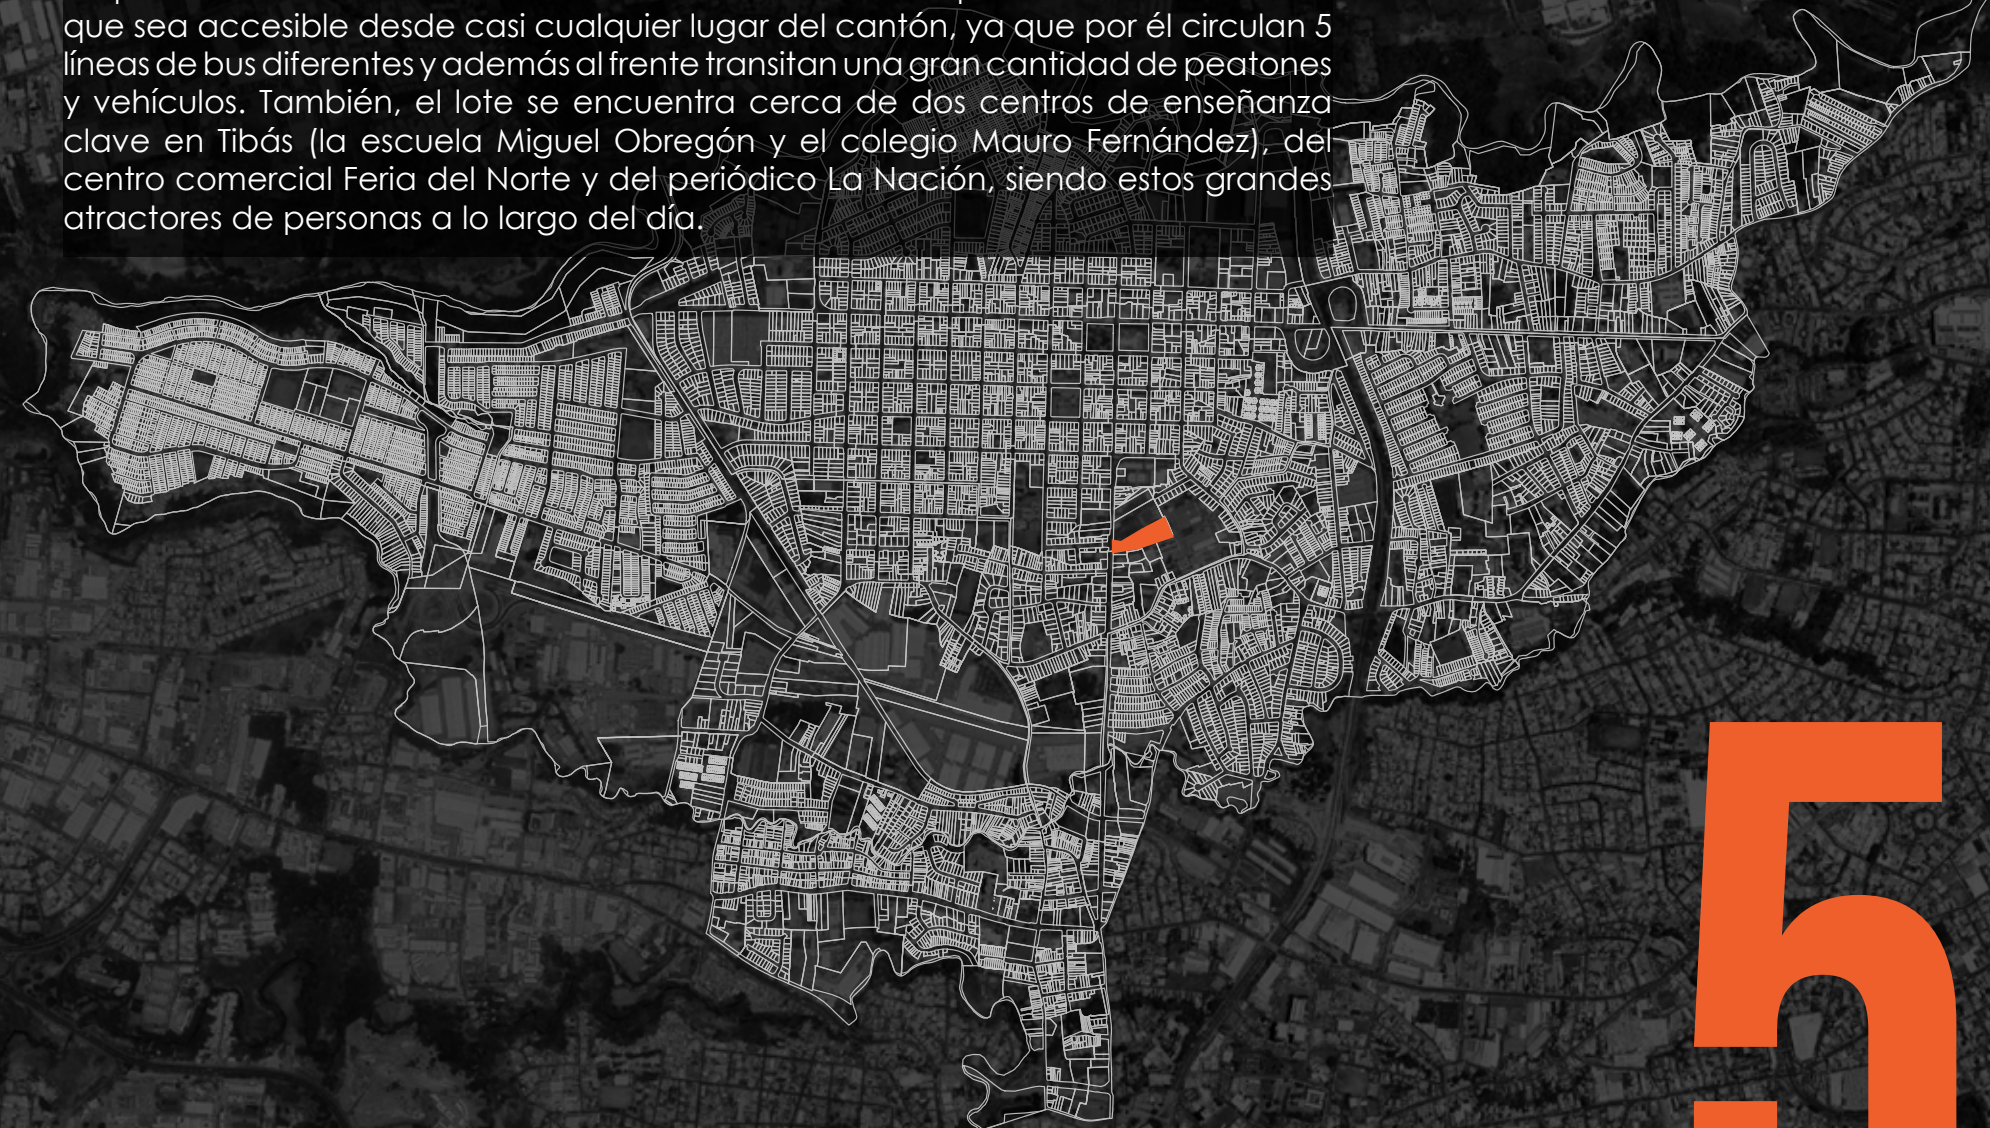 que sea accesible desde casi cualquier lugar del cantón, ya que por él circulan 5
líneas de bus diferentes y además al frente transitan una gran cantidad de peatones
y vehículos. También, el lote se encuentra cerca de dos centros de enseñanza
clave en Tibás (la escuela Miguel Obregón y el colegio Mauro Fernández), del
centro comercial Feria del Norte y del periódico La Nación, siendo estos grandes
atractores de personas a lo largo del día.
5